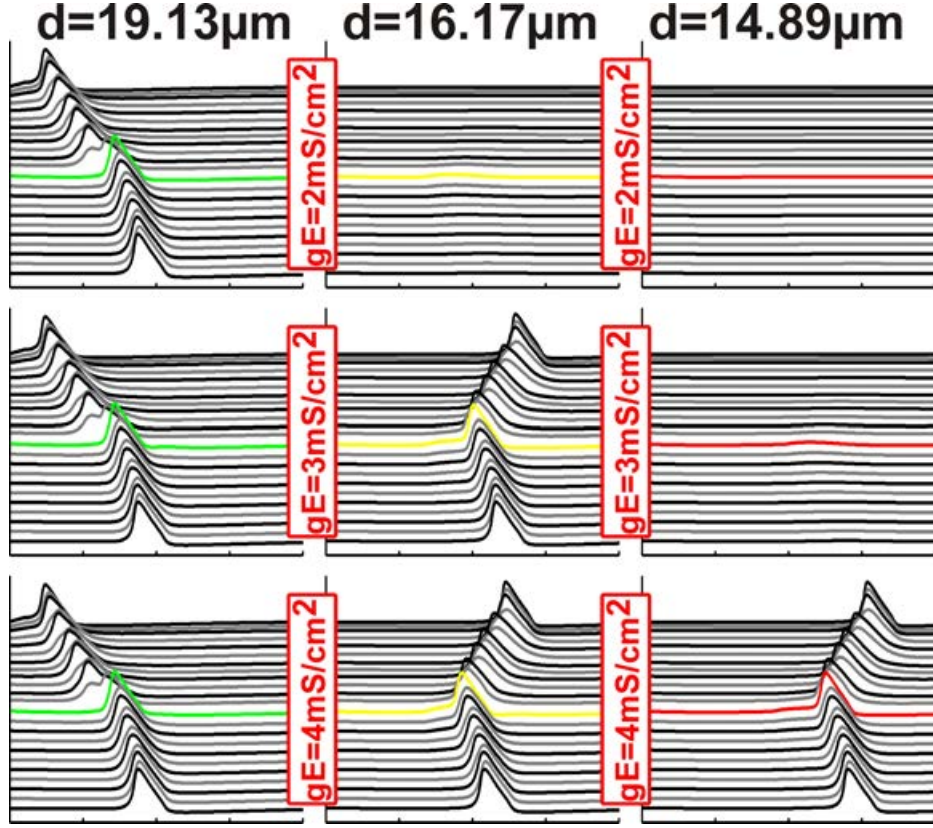 d=19.13µm d=16.17µm d=14.89µm
gE=2mS/cm² gE=2mS/cm²
gE=3mS/cm² gE=3mS/cm²
gE=4mS/cm² gE=4mS/cm²